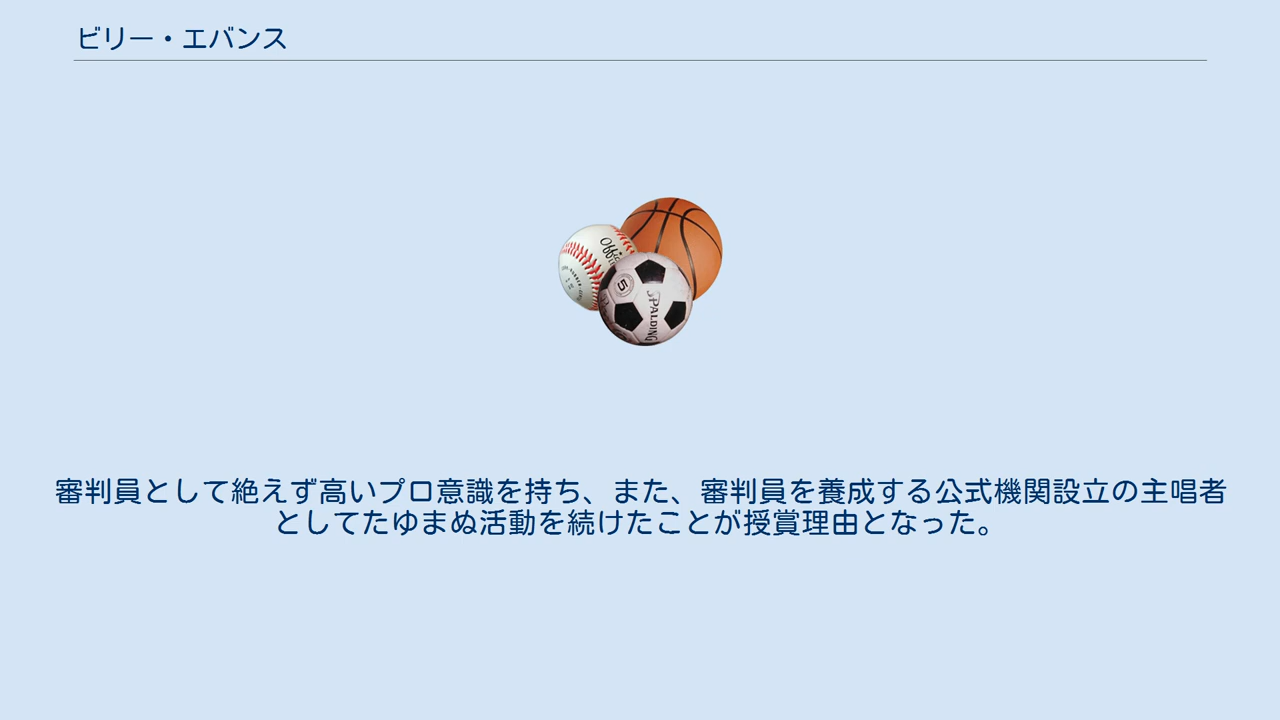 ビリー・エバンス
Offic
5
SPALDING
審判員として絶えず高いプロ意識を持ち、また、審判員を養成する公式機関設立の主唱者
としてたゆまぬ活動を続けたことが授賞理由となった。